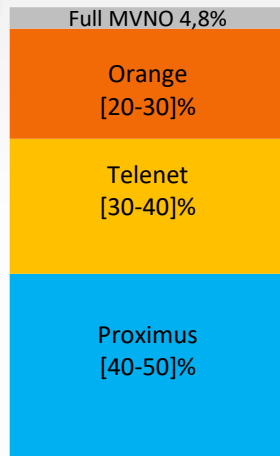 Full MVNO 4,8%
Orange
[20-30]%
Telenet
[30-40]%
Proximus
[40-50]%